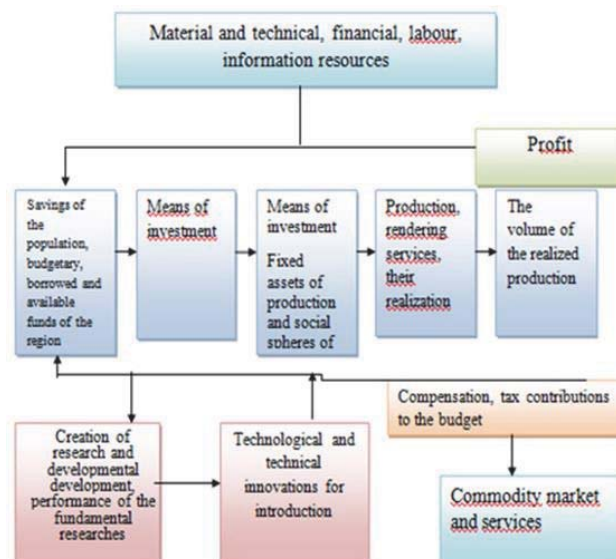 Material and technical, financial, labour,
information resources
Profit
Savings of
the
population,
budgetary,
borrowed and
available
funds of the
region
Means of
investment
Means of
investment
Fixed
assets of
production
and social
spheres of
Production,
rendering
services,
their
realization
The
volume of
the realized
production
Compensation, tax contributions
to the budget
Creation of
research and
developmental
development,
performance of the
fundamental
researches
Technological and
technical
innovations for
introduction
Commodity market
and services